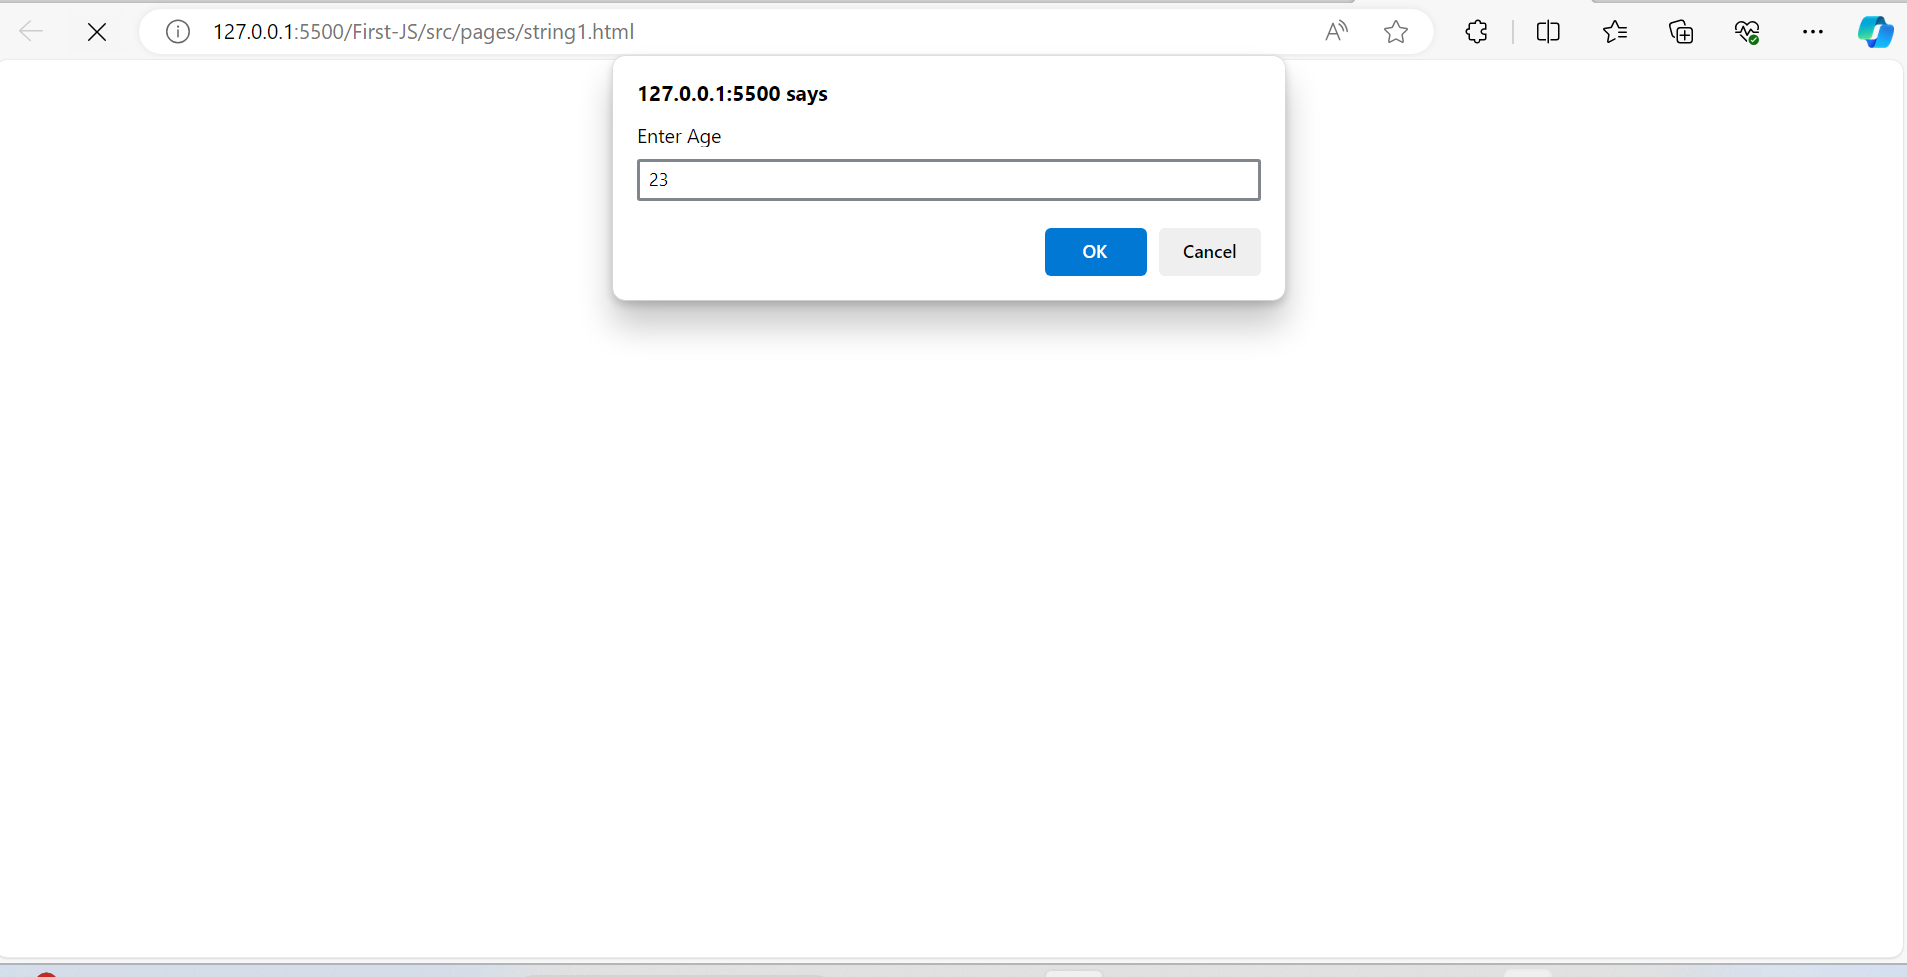 127.0.0.1:5500/First-JS/src/pages/string1.html
127.0.0.1:5500 says
Enter Age
23
OK Cancel